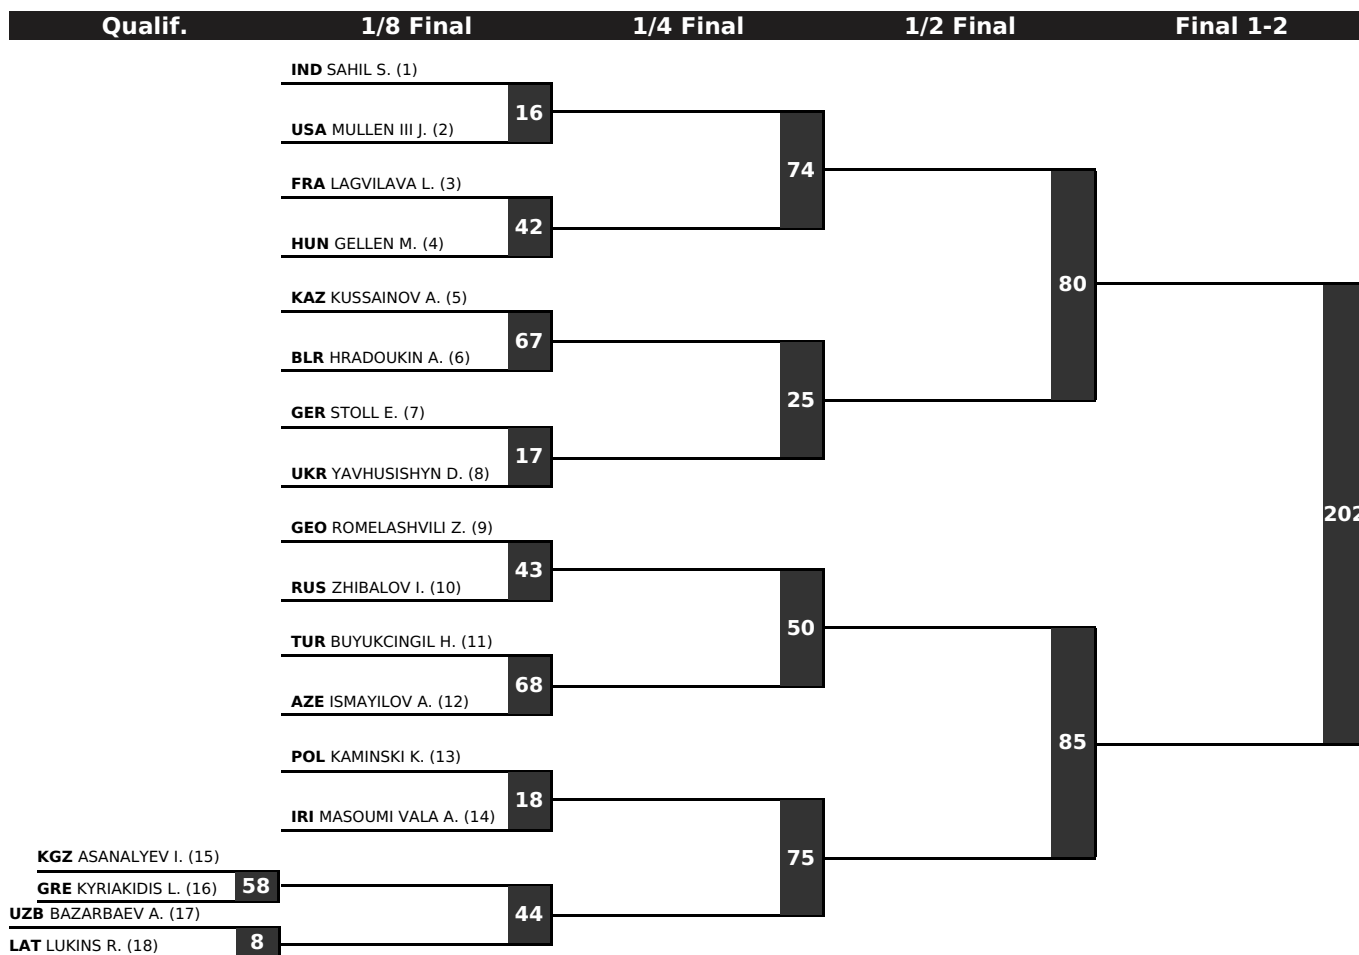 Qualif. 1/8 Final 1/4 Final 1/2 Final Final 1-2
IND SAHIL S. (1)
16
USA MULLEN III J. (2)
74
FRA LAGVILAVA L. (3)
42
HUN GELLEN M. (4)
80
KAZ KUSSAINOV A. (5)
67
BLR HRADOUKIN A. (6)
25
GER STOLL E. (7)
17
UKR YAVHUSISHYN D. (8)
202
GEO ROMELASHVILI Z. (9)
43
RUS ZHIBALOV I. (10)
50
TUR BUYUKCINGIL H. (11)
68
AZE ISMAYILOV A. (12)
85
POL KAMINSKI K. (13)
18
IRI MASOUMI VALA A. (14)
KGZ ASANALYEV I. (15)
75
GRE KYRIAKIDIS L. (16) 58
UZB BAZARBAEV A. (17)
44
LAT LUKINS R. (18) 8